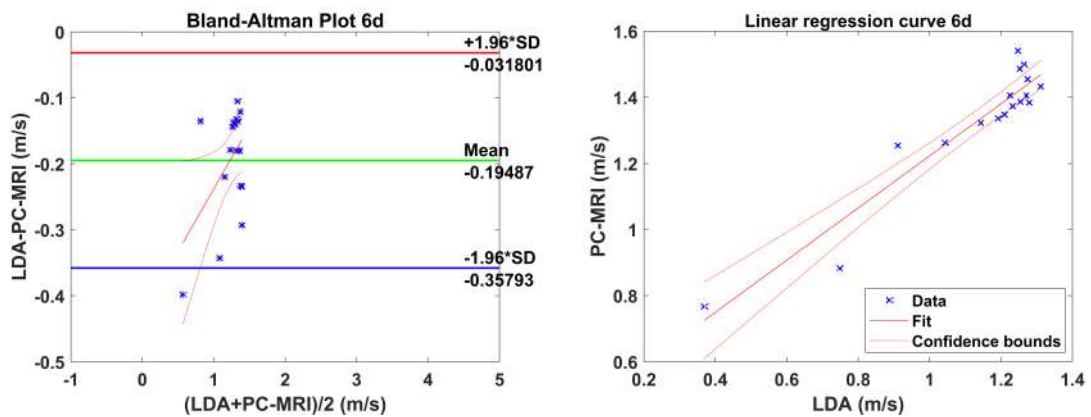 Bland-Altman Plot 6d
0
-0.1
-0.2
-0.3
-0.4
-0.5
LDA-PC-MRI (m/s)
+1.96*SD
-0.031801
Mean
-0.19487
-1.96*SD
-0.35793
-1 0 1 2 3 4 5
(LDA+PC-MRI)/2 (m/s)
Linear regression curve 6d
1.6
1.4
1.2
1
0.8
0.6
PC-MRI (m/s)
Data
Fit
Confidence bounds
0.2 0.4 0.6 0.8 1 1.2 1.4
LDA (m/s)